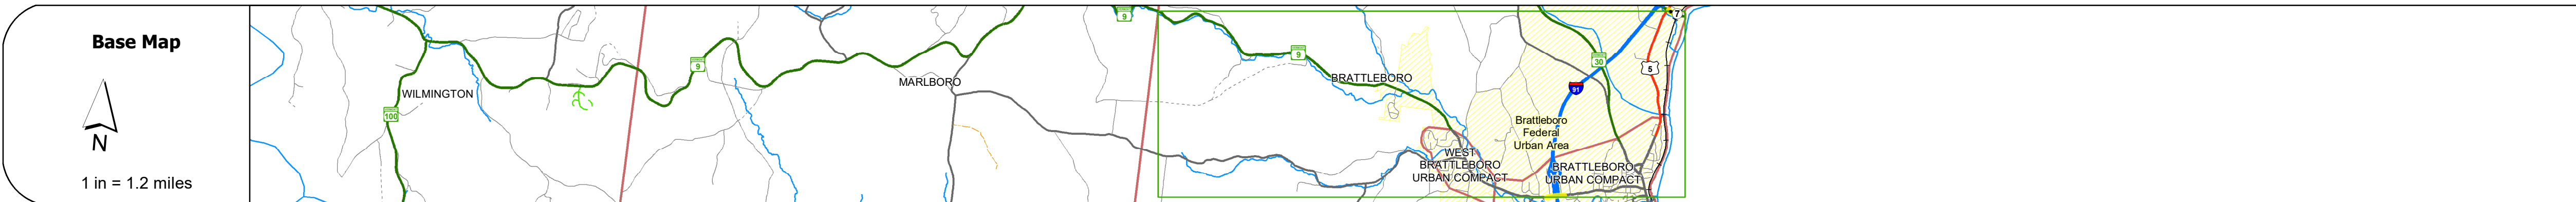 Base Map
N
1 in = 1.2 miles
9
7
9
30
9
5
BRATTLEBORO
MARLBORO
91
WILMINGTON
100
Brattleboro
Federal
Urban Area
WEST
BRATTLEBORO
URBAN COMPACT
BRATTLEBORO
URBAN COMPACT